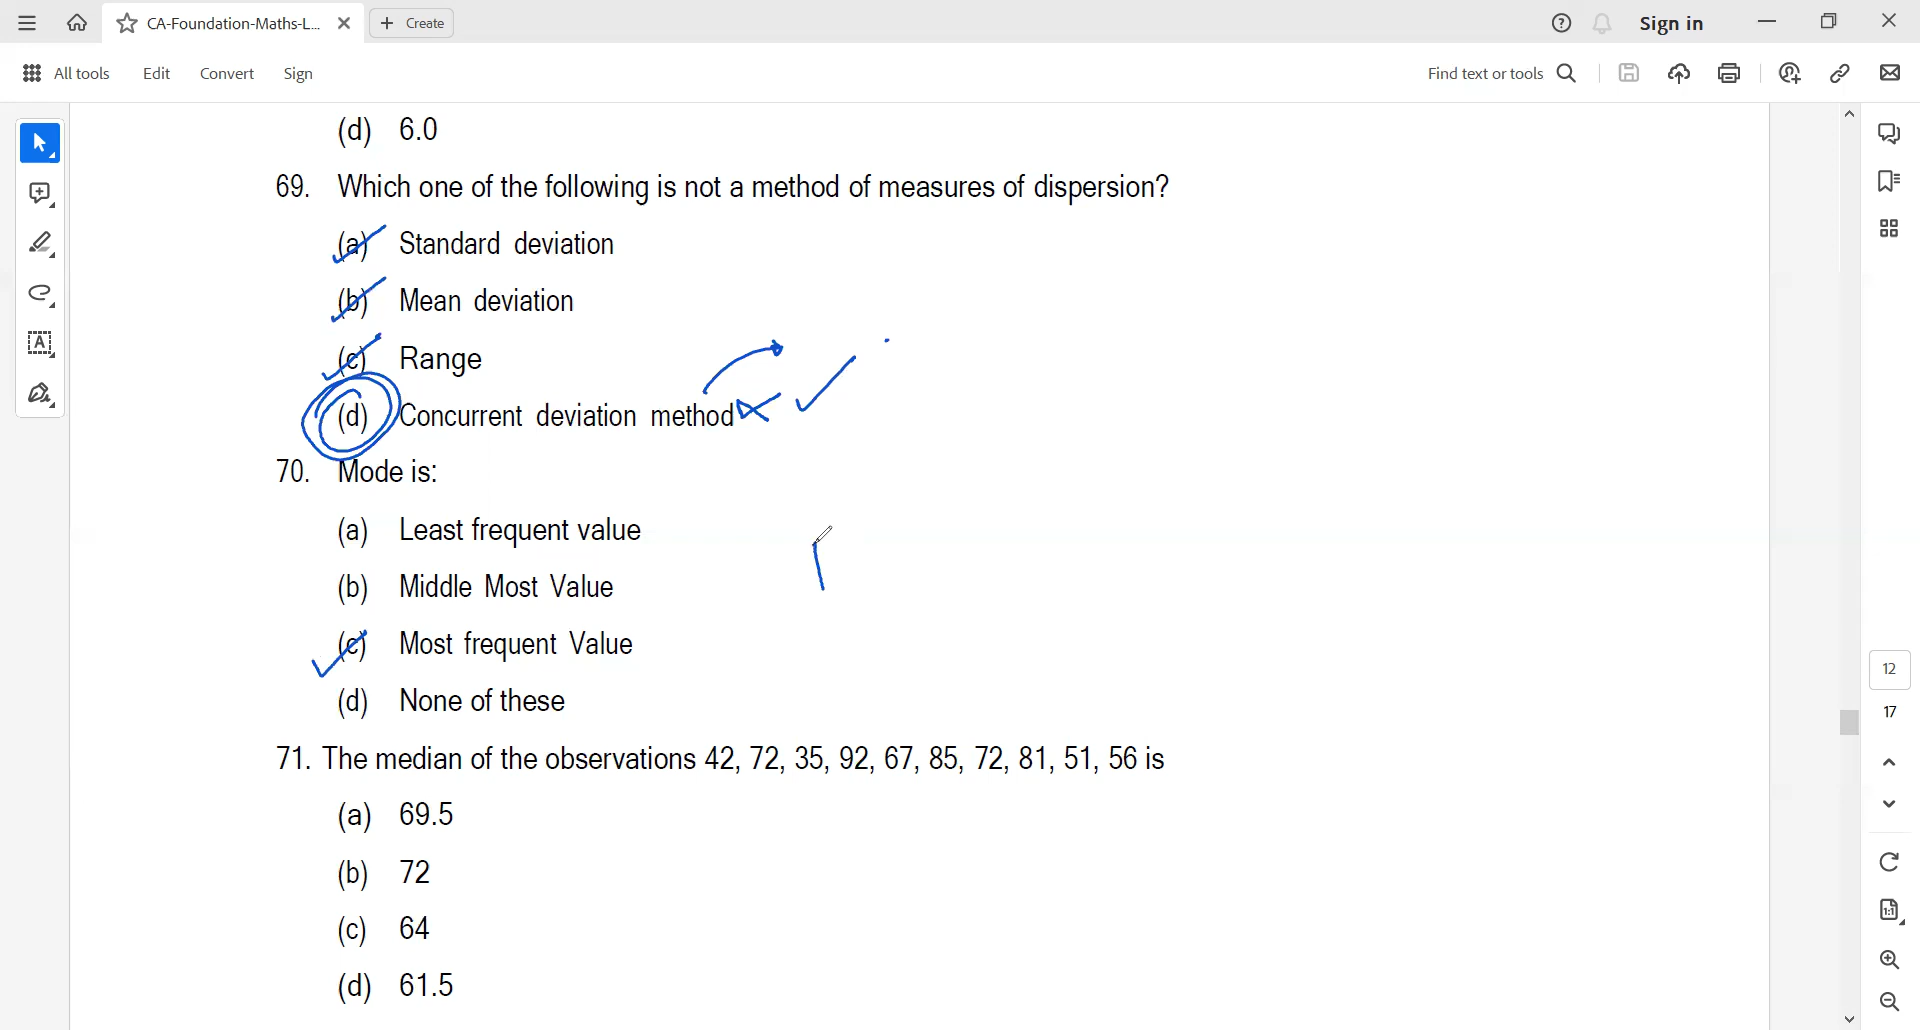 CA-Foundation-Maths-L...
Create
Sign in
All tools
Edit
Convert
Sign
Find text or tools
(d) 6.0
69. Which one of the following is not a method of measures of dispersion?
(a) Standard deviation
(b) Mean deviation
(c) Range
(d) Concurrent deviation method
70. Mode is:
(a) Least frequent value
(b) Middle Most Value
(c) Most frequent Value
(d) None of these
71. The median of the observations 42, 72, 35, 92, 67, 85, 72, 81, 51, 56 is
(a) 69.5
(b) 72
(c) 64
(d) 61.5
12
17